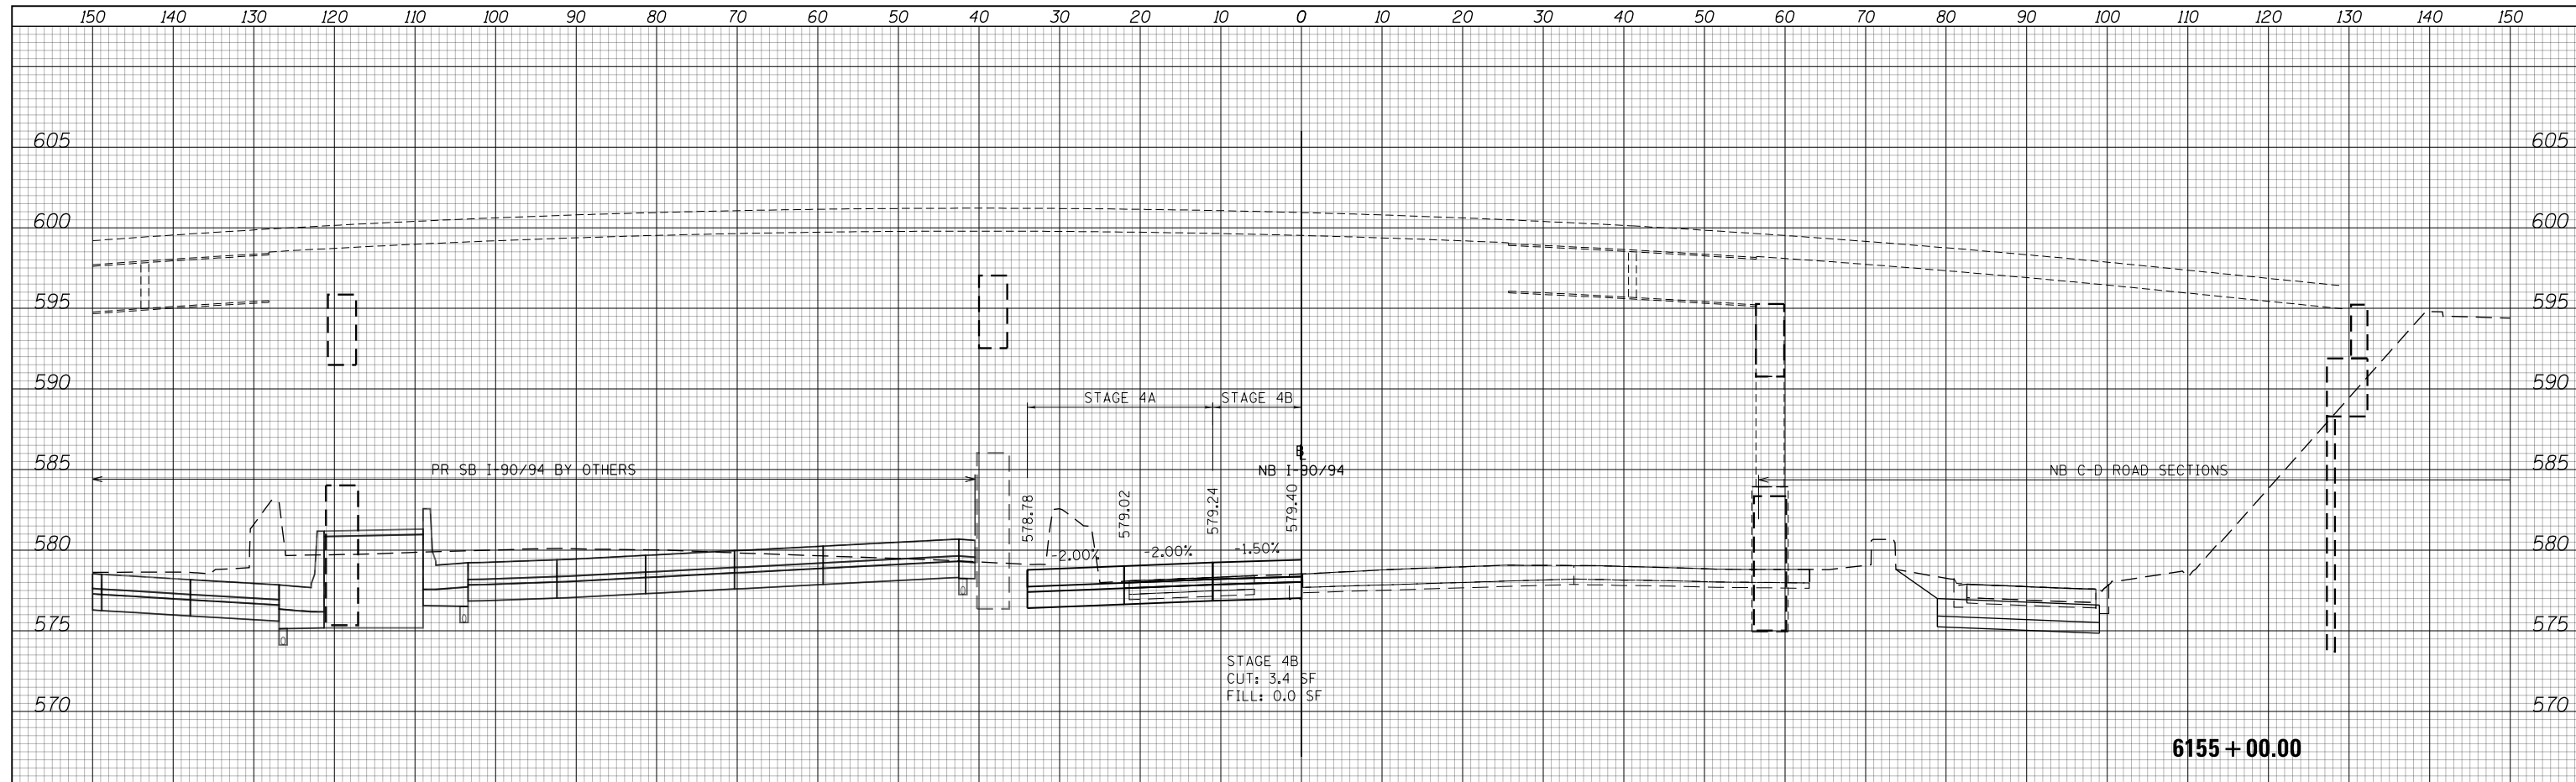 150 140 130 120 110 100 90 80 70 60 50 40 30 20 10 0 10 20 30 40 50 60 70 80 90 100 110 120 130 140 150
605 605
600 600
595 595
590 590
STAGE 4A STAGE 4B
585 585
PR SB I-90/94 BY OTHERS
NB I-90/94
NB C-D ROAD SECTIONS
578.78 579.02 579.24 579.40
580 580
-2.00% -2.00% -1.50%
575 575
STAGE 4B
CUT: 3.4 SF
FILL: 0.0 SF
570 570
6155+00.00